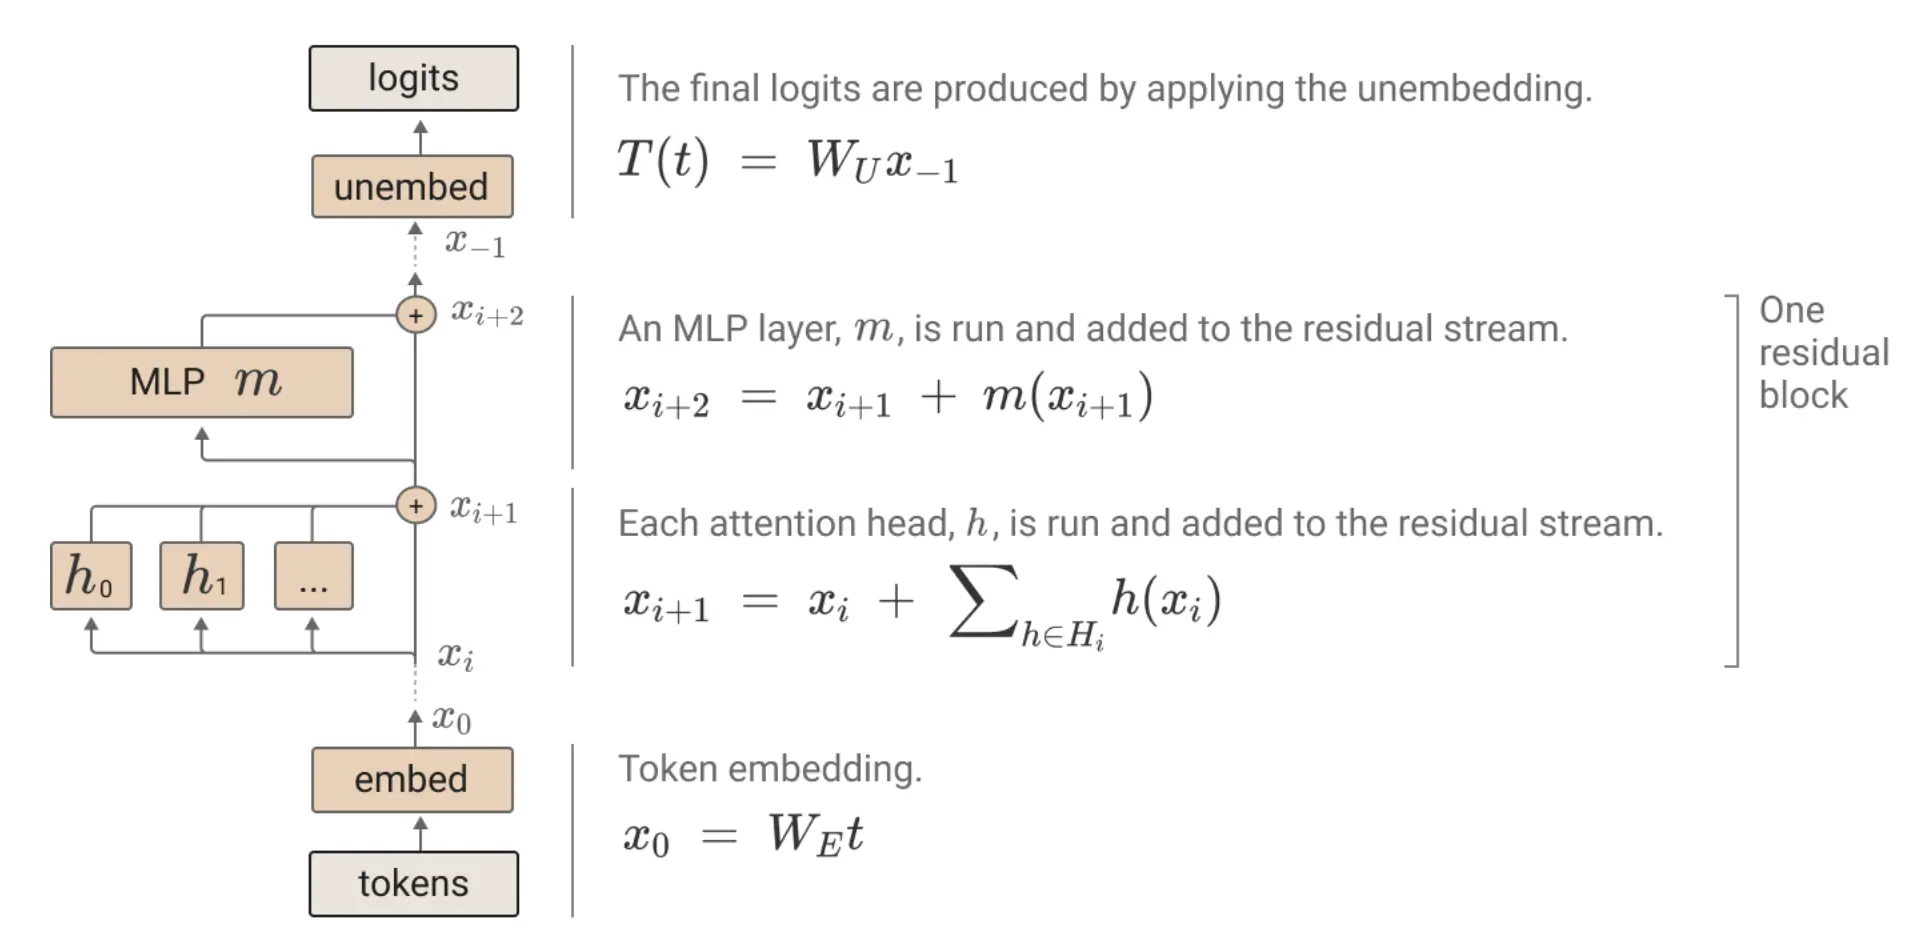 logits
The final logits are produced by applying the unembedding.
T(t) = W_U x_{-1}
unembed
x_{-1}
x_{i+2}
MLP m
An MLP layer, m, is run and added to the residual stream.
x_{i+2} = x_{i+1} + m(x_{i+1})
One
residual
block
x_{i+1}
h_0
h_1
...
Each attention head, h, is run and added to the residual stream.
x_{i+1} = x_i + ∑_{h∈H_i} h(x_i)
x_i
x_0
embed
Token embedding.
x_0 = W_E t
tokens